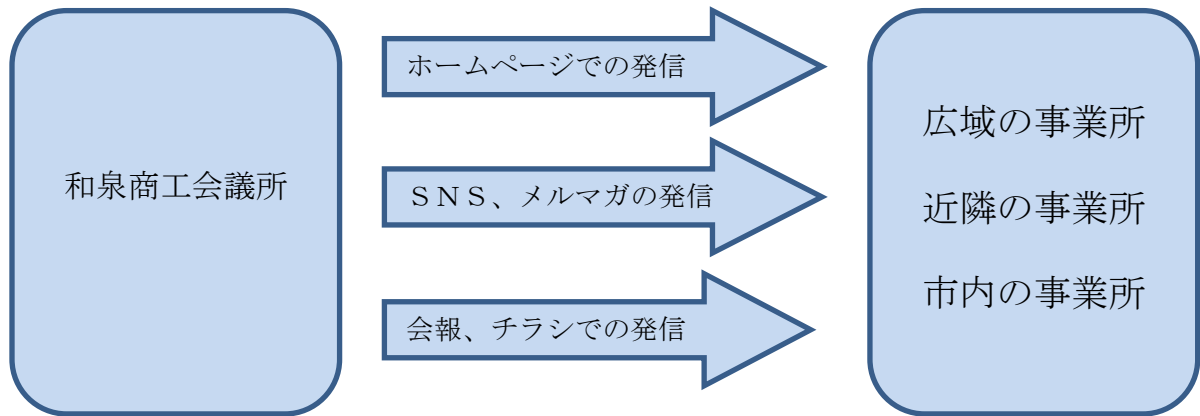 和泉商工会議所
ホームページでの発信
ＳＮＳ、メルマガの発信
会報、チラシでの発信
広域の事業所
近隣の事業所
市内の事業所